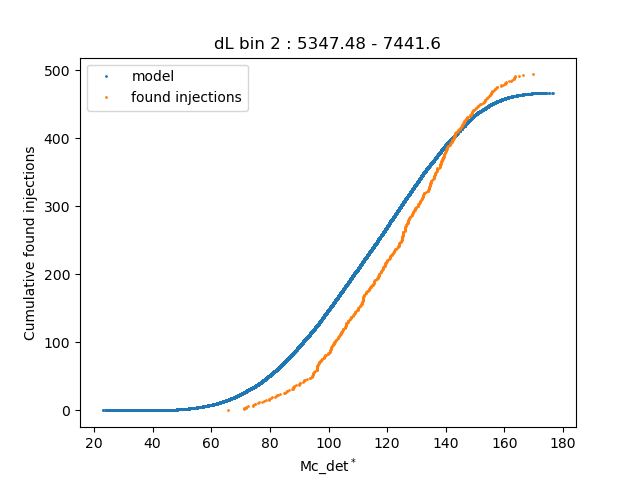 dL bin 2 : 5347.48 - 7441.6
model
found injections
Cumulative found injections
500
400
300
200
100
0
20 40 60 80 100 120 140 160 180
Mc_det*